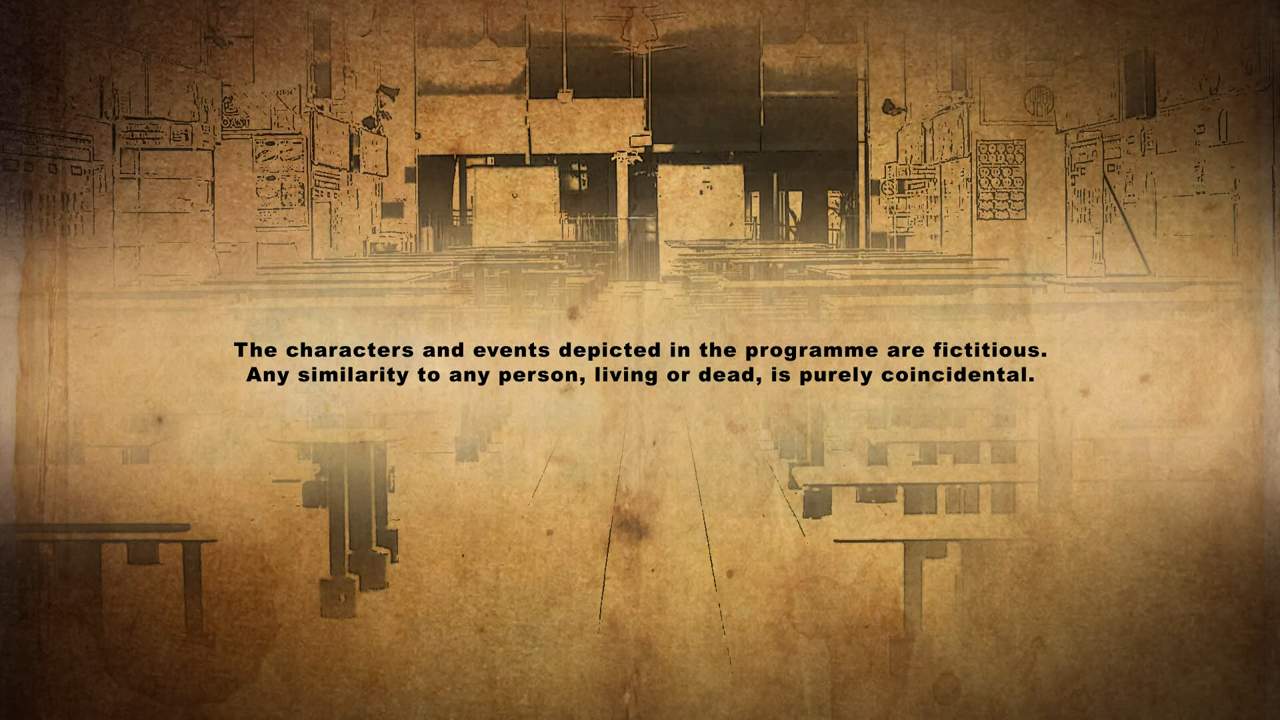 The characters and events depicted in the programme are fictitious.
Any similarity to any person, living or dead, is purely coincidental.